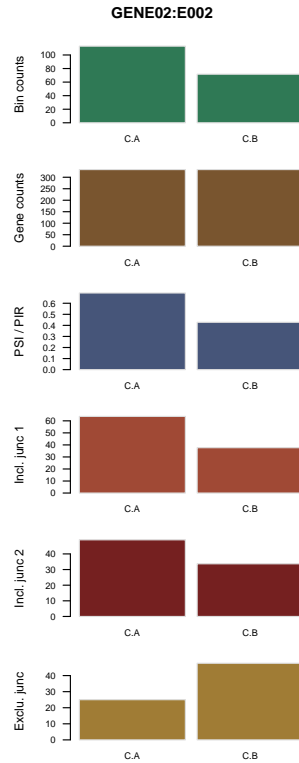 GENE02:E002
Bin counts
100
80
60
40
20
0
C.A C.B
Gene counts
300
250
200
150
100
50
0
C.A C.B
PSI / PIR
0.6
0.5
0.4
0.3
0.2
0.1
0.0
C.A C.B
Incl. junc 1
60
50
40
30
20
10
0
C.A C.B
Incl. junc 2
40
30
20
10
0
C.A C.B
Exclu. junc
40
30
20
10
0
C.A C.B